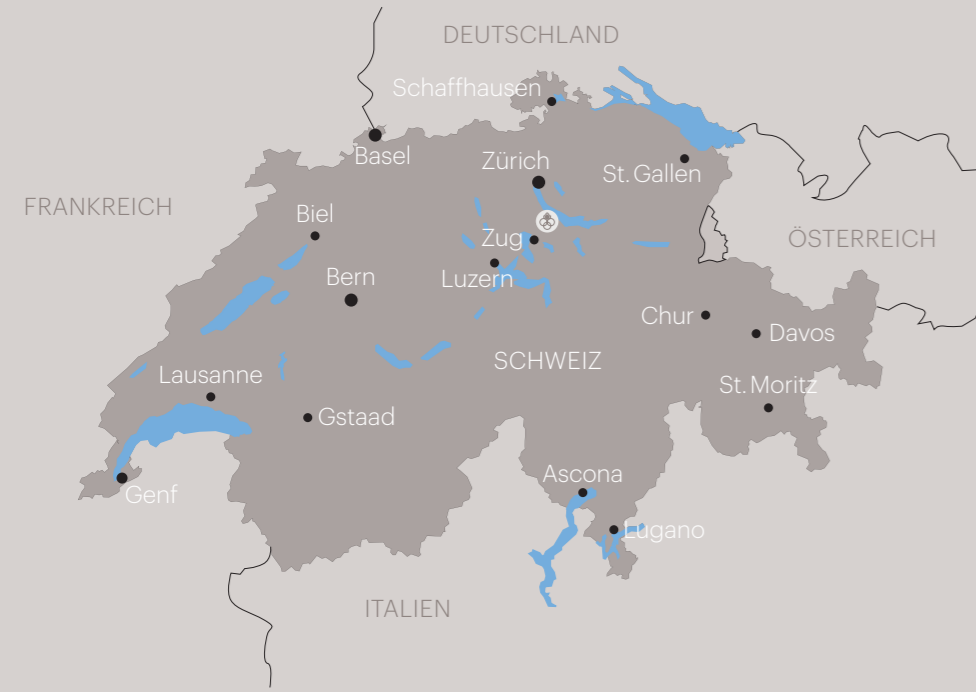 DEUTSCHLAND
Schaffhausen
Basel
Zürich
St. Gallen
FRANKREICH
Biel
Zug
ÖSTERREICH
Bern
Luzern
Chur
Davos
SCHWEIZ
Lausanne
St. Moritz
Gstaad
Ascona
Genf
Lugano
ITALIEN